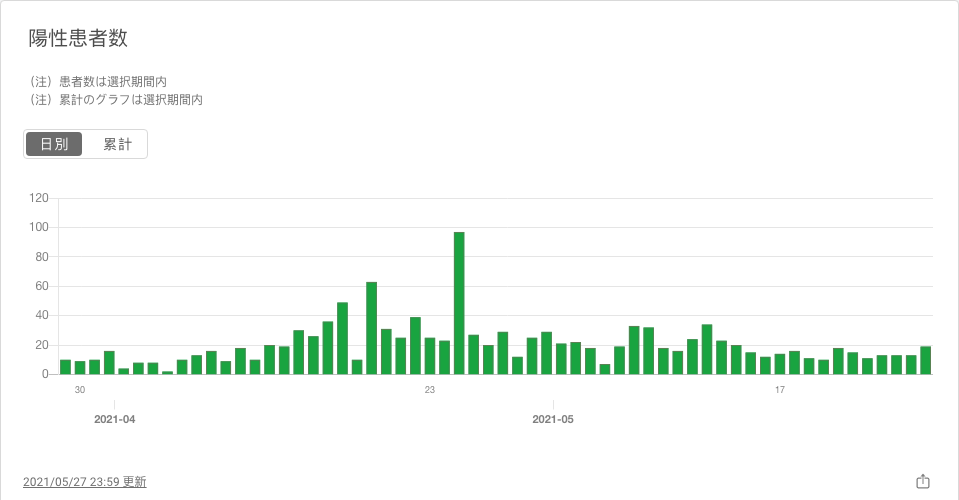 陽性患者数
（注）患者数は選択期間内
（注）累計のグラフは選択期間内
日別 累計
120
100
80
60
40
20
0
30 23 17
2021-04 2021-05
2021/05/27 23:59 更新